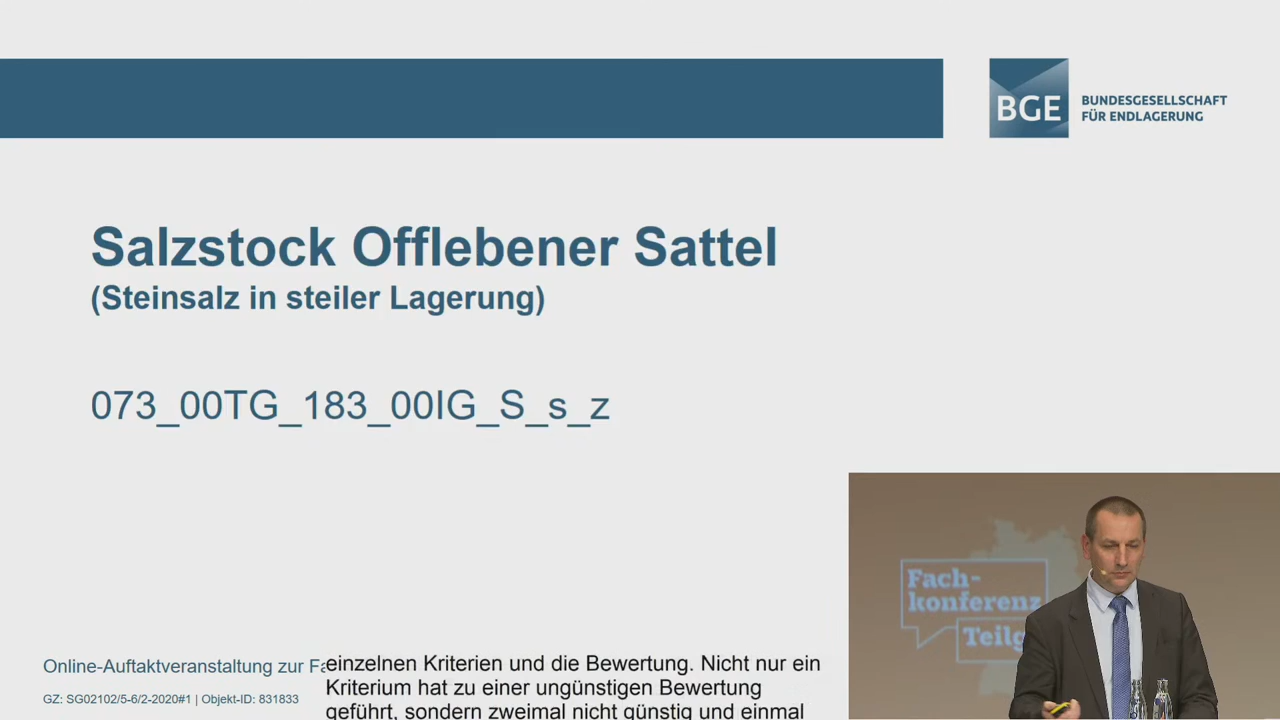 BGE
BUNDESGESELLSCHAFT
FÜR ENDLAGERUNG
Salzstock Offlebener Sattel
(Steinsalz in steiler Lagerung)
073_00TG_183_00IG_S_s_z
Fach-
konferenz
Teilg
Online-Auftaktveranstaltung zur Fa
GZ: SG02102/5-6/2-2020#1 | Objekt-ID: 831833
einzelnen Kriterien und die Bewertung. Nicht nur ein
Kriterium hat zu einer ungünstigen Bewertung
geführt, sondern zweimal nicht günstig und einmal